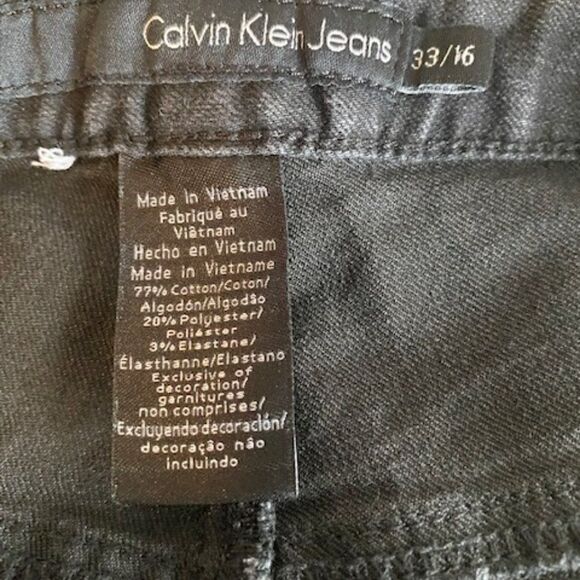 Calvin Klein Jeans
33/16
Made in Vietnam
Fabriqué au
Viêtnam
Hecho en Vietnam
Made in Vietname
77% Cotton/Coton/
Algodón/Algodão
20% Polyester/
Poliéster
3% Elastane/
Élasthanne/Elastano
Exclusive of
decoration/
garnitures
non comprises/
Excluyendo decoración/
decoração não
incluindo